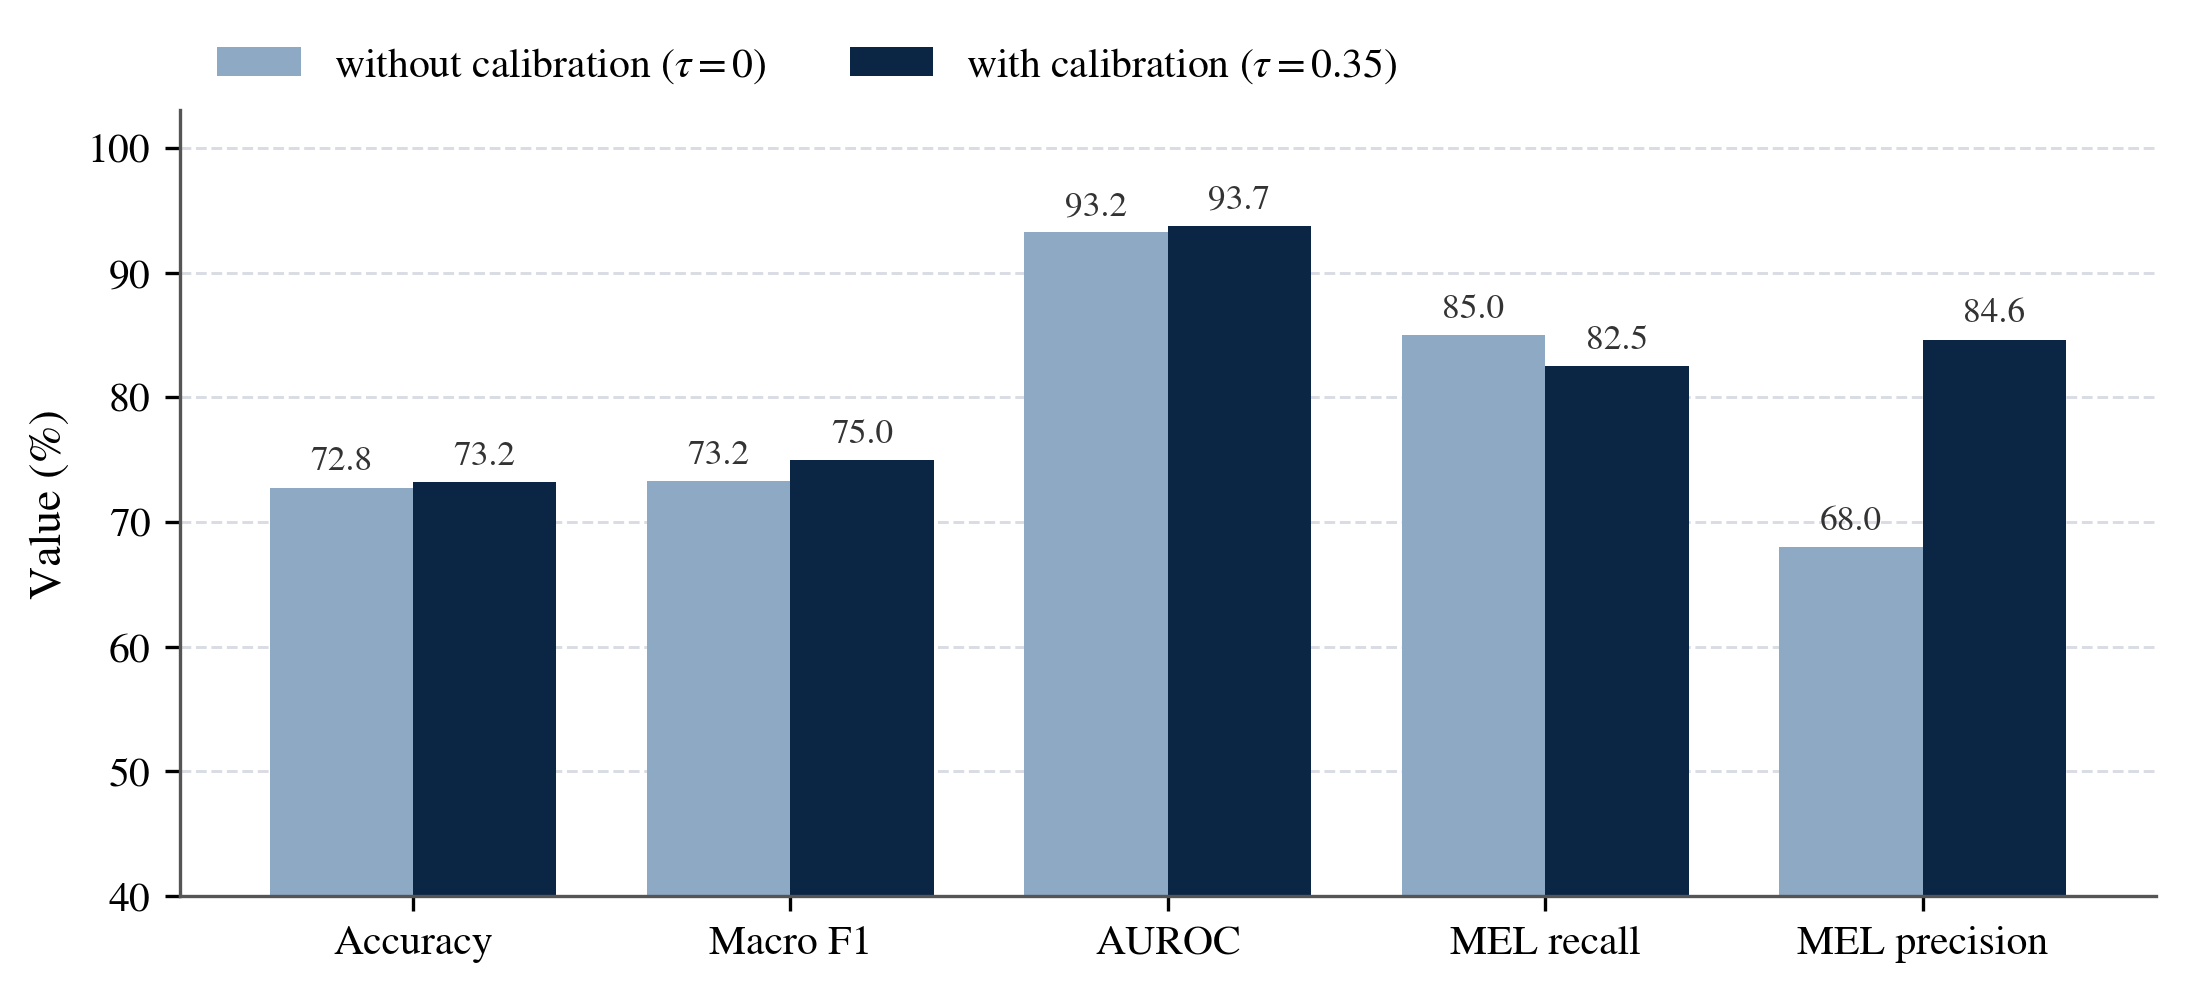 without calibration (τ = 0)
with calibration (τ = 0.35)
Value (%)
100
90
80
70
60
50
40
72.8
73.2
73.2
75.0
93.2
93.7
85.0
82.5
68.0
84.6
Accuracy
Macro F1
AUROC
MEL recall
MEL precision